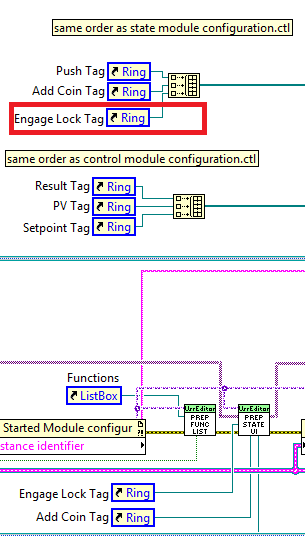 same order as state module configuration.ctl
Push Tag Ring
Add Coin Tag Ring
Engage Lock Tag Ring
same order as control module configuration.ctl
Result Tag Ring
PV Tag Ring
Setpoint Tag Ring
Functions
ListBox
UsrEditor
PREP
FUNC
LIST
UsrEditor
PREP
STATE
UI
Started Module configur
stance identifier
Engage Lock Tag Ring
Add Coin Tag Ring